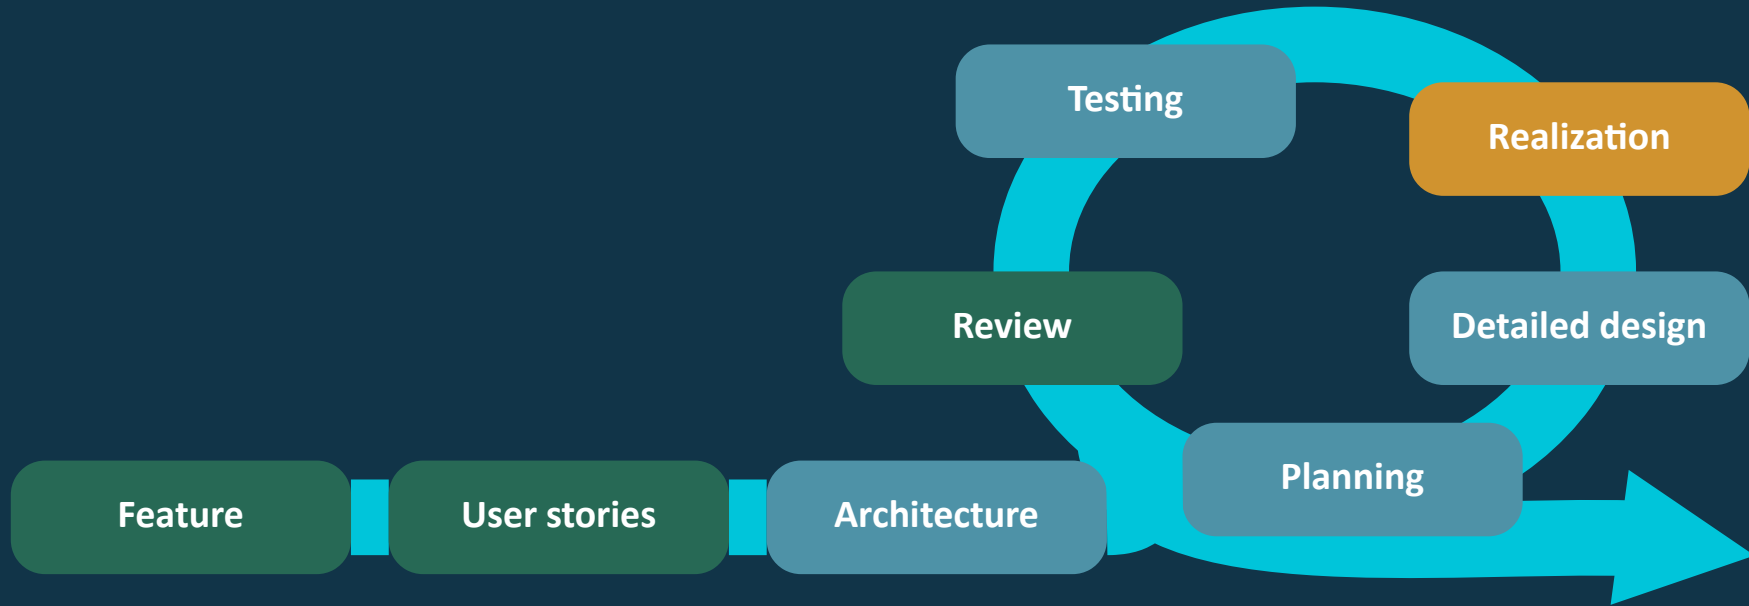 Testing
Realization
Review
Detailed design
Planning
Feature
User stories
Architecture